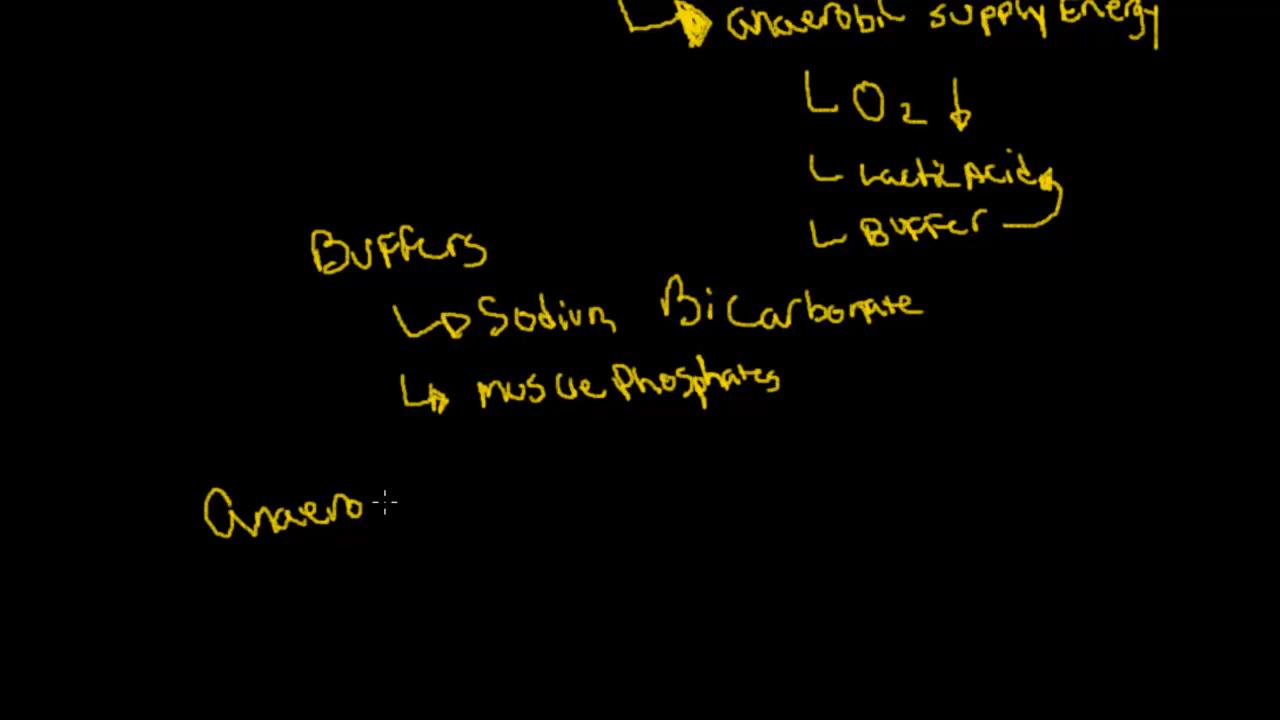 anaerobic supply Energy
O2 ↓
Lactic Acid
Buffer
Buffers
Sodium Bicarbonate
muscle Phosphates
anaero